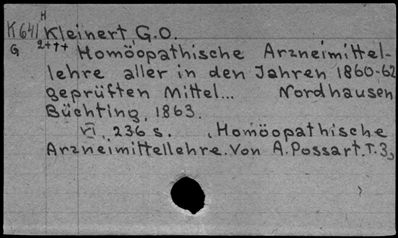 H
K641 Kleinert G.O.
G 2+++ Homöopathische Arzneimittel-
lehre aller in den Jahren 1860-62
geprüften Mittel... Nordhausen
Büchting, 1863.
VI, 236 s. , Homöopathische
Arzneimittellehre. Von A. Possart. T. 3,